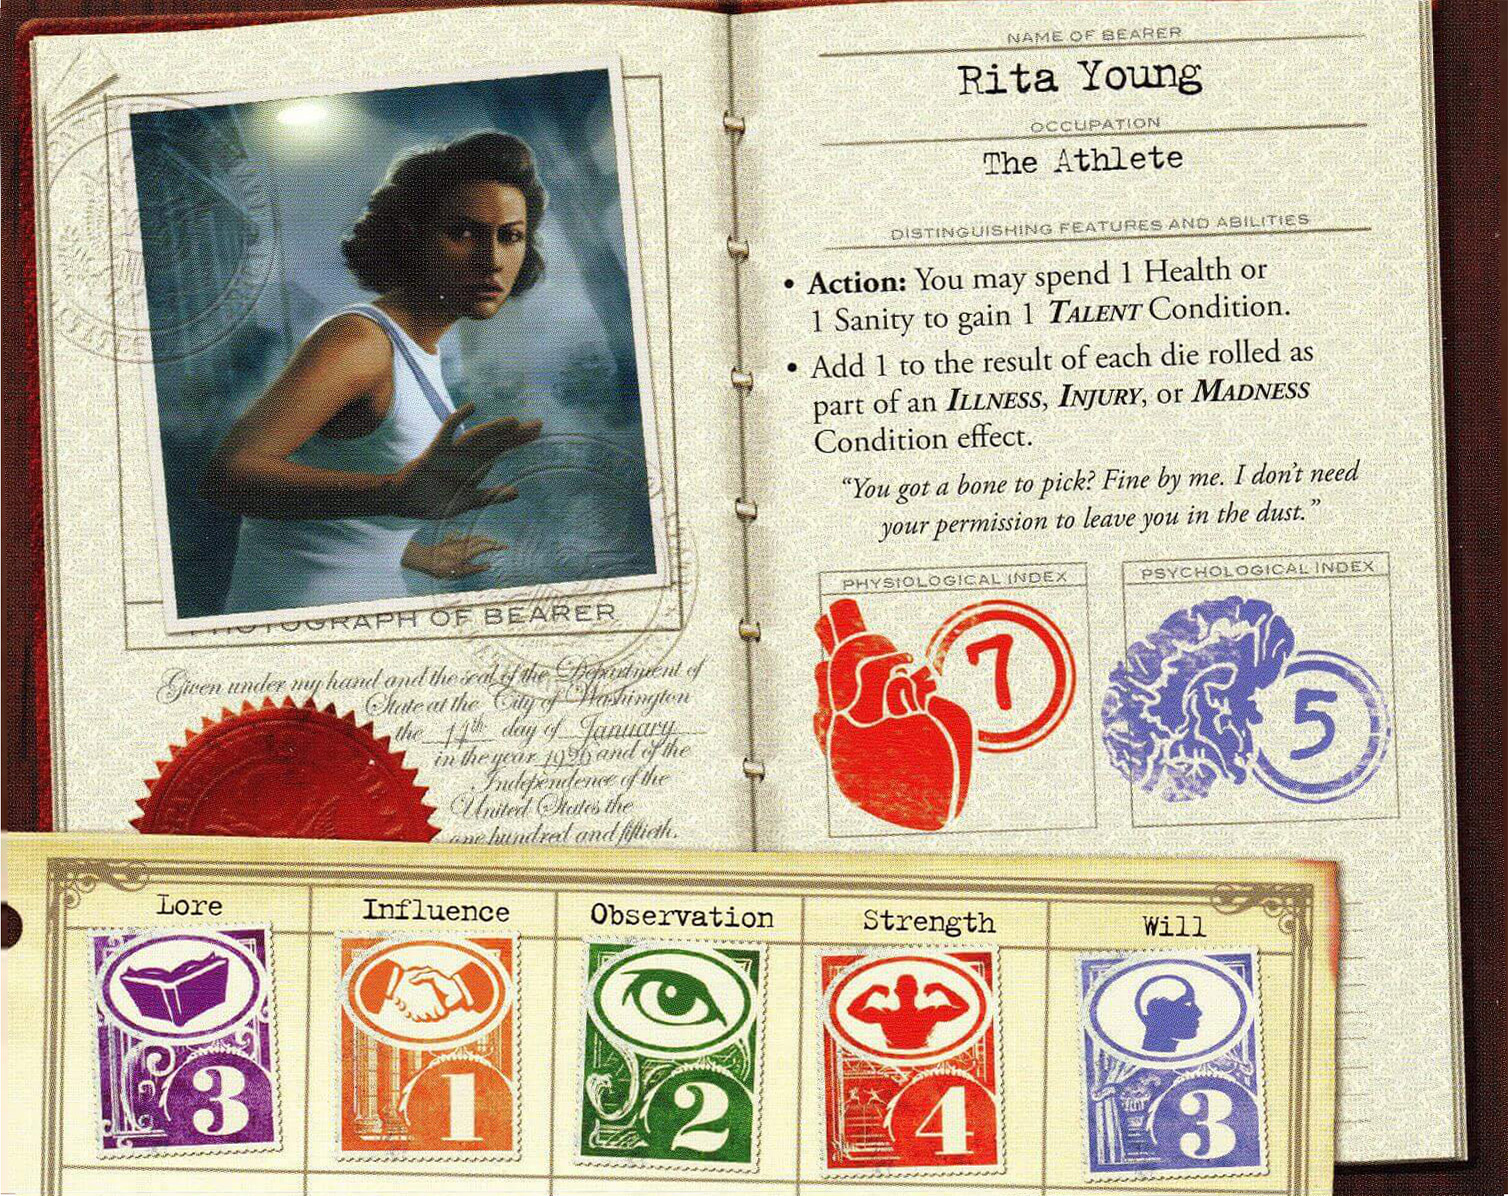 PHOTOGRAPH OF BEARER
Given under my hand and the seal of the Department of
State at the City of Washington
the 14th day of January
in the year 1926 and of the
Independence of the
United States the
one hundred and fiftieth.
NAME OF BEARER
Rita Young
OCCUPATION
The Athlete
DISTINGUISHING FEATURES AND ABILITIES
• Action: You may spend 1 Health or
1 Sanity to gain 1 TALENT Condition.
• Add 1 to the result of each die rolled as
part of an ILLNESS, INJURY, or MADNESS
Condition effect.
“You got a bone to pick? Fine by me. I don’t need
your permission to leave you in the dust.”
PHYSIOLOGICAL INDEX
7
PSYCHOLOGICAL INDEX
5
Lore
Influence
Observation
Strength
Will
3
1
2
4
3